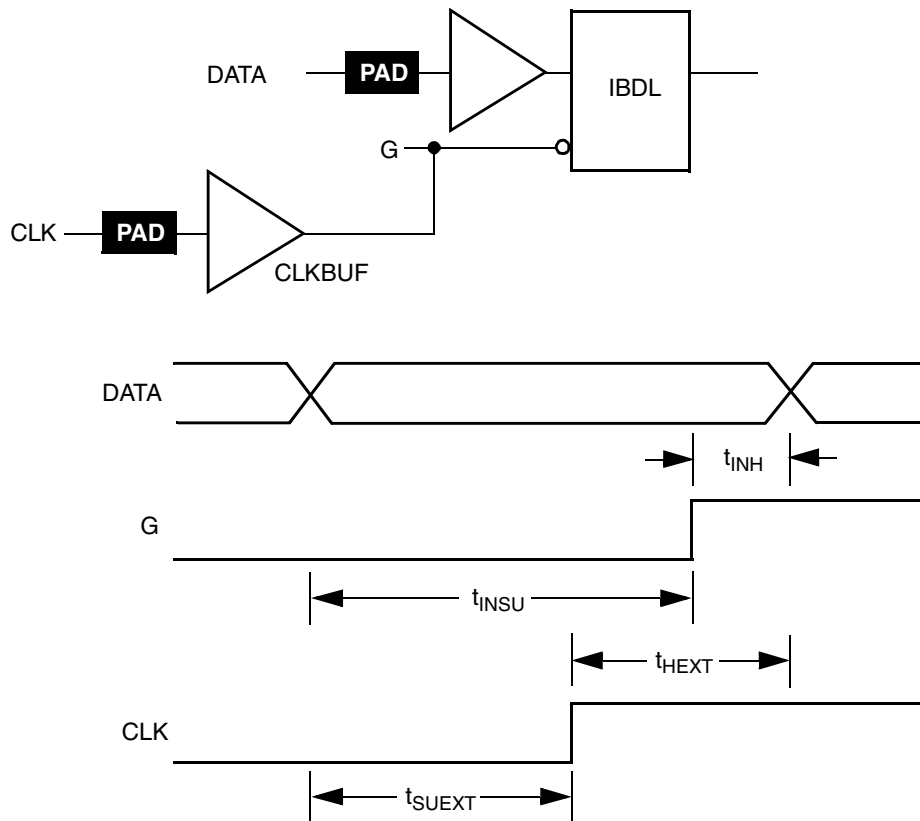 DATA PAD IBDL
G
CLK PAD
CLKBUF
DATA
tINH
G
tINSU
tHEXT
CLK
tSUEXT